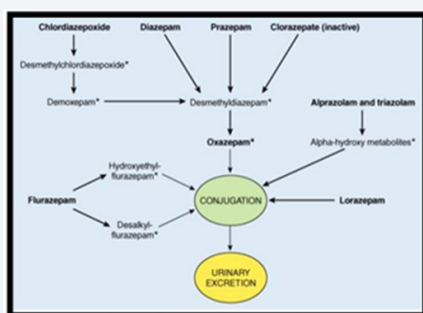 Chlordiazepoxide Diazepam Prazepam Clorazepate (inactive)
Desmethylchlordiazepoxide*
Demoxepam* Desmethyldiazepam* Alprazolam and triazolam
Oxazepam* Alpha-hydroxy metabolites*
Hydroxyethyl-
flurazepam*
Flurazepam CONJUGATION Lorazepam
Desalkyl-
flurazepam*
URINARY
EXCRETION